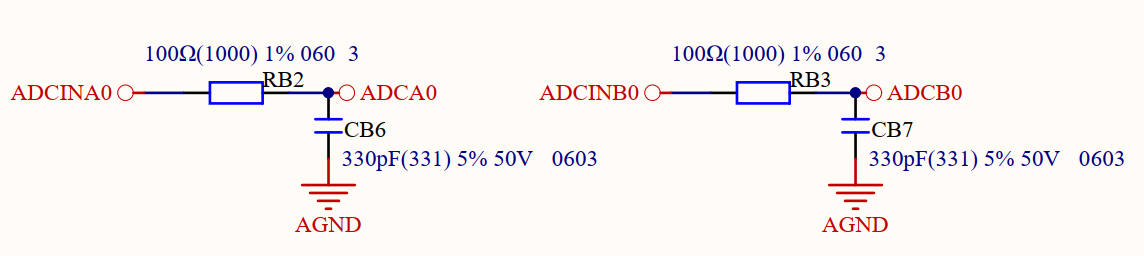 100Ω(1000) 1% 060 3
RB2
ADCINA0
ADCA0
CB6
330pF(331) 5% 50V 0603
AGND
100Ω(1000) 1% 060 3
RB3
ADCINB0
ADCB0
CB7
330pF(331) 5% 50V 0603
AGND